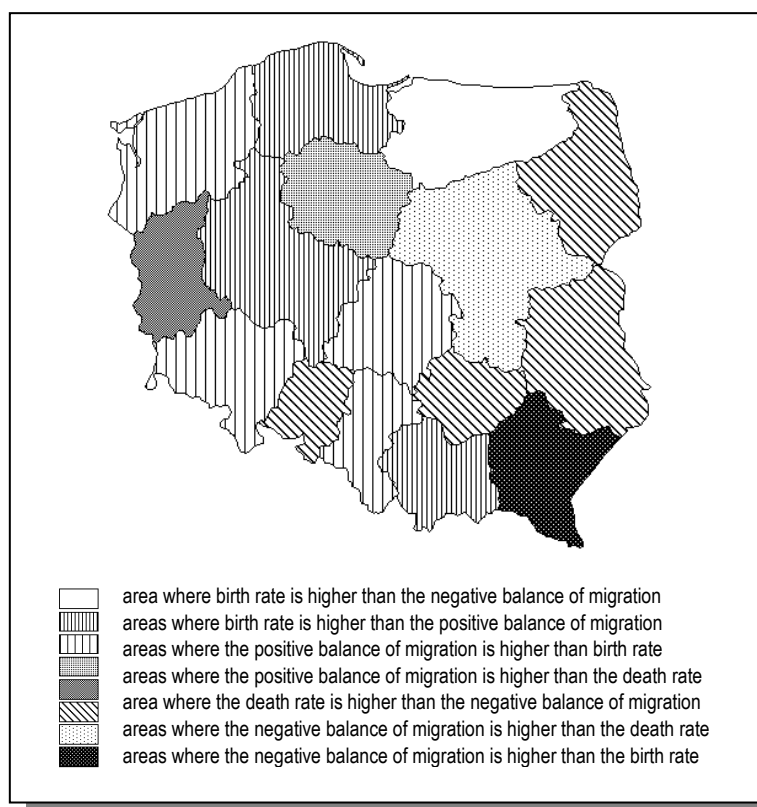 area where birth rate is higher than the negative balance of migration
areas where birth rate is higher than the positive balance of migration
areas where the positive balance of migration is higher than birth rate
areas where the positive balance of migration is higher than the death rate
area where the death rate is higher than the negative balance of migration
areas where the negative balance of migration is higher than the death rate
areas where the negative balance of migration is higher than the birth rate